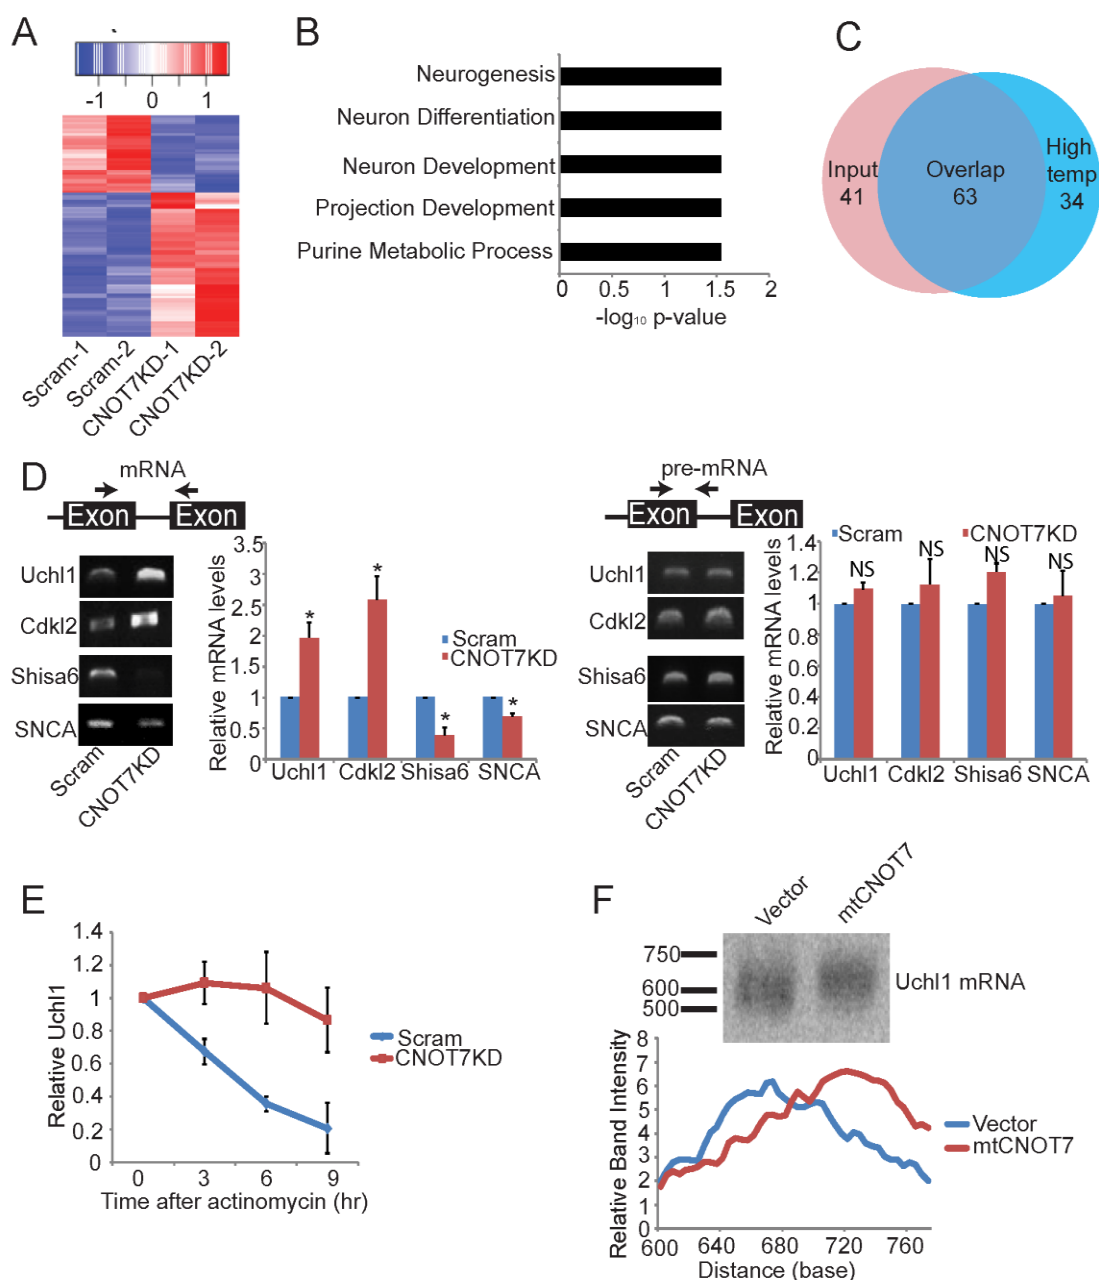 A
-1 0 1
Scram-1
Scram-2
CNOT7KD-1
CNOT7KD-2
B
Neurogenesis
Neuron Differentiation
Neuron Development
Projection Development
Purine Metabolic Process
0 0.5 1 1.5 2
-log₁₀ p-value
C
Input
41
Overlap
63
High
temp
34
D
mRNA
Exon Exon
Uchl1
Cdkl2
Shisa6
SNCA
Scram
CNOT7KD
Relative mRNA levels
3.5
3
2.5
2
1.5
1
0.5
0
* * * *
Scram
CNOT7KD
Uchl1 Cdkl2 Shisa6 SNCA
pre-mRNA
Exon Exon
Uchl1
Cdkl2
Shisa6
SNCA
Scram
CNOT7KD
Relative mRNA levels
1.4
1.2
1
0.8
0.6
0.4
0.2
0
Scram CNOT7KD
NS NS NS NS
Uchl1 Cdkl2 Shisa6 SNCA
E
Relative Uchl1
1.4
1.2
1
0.8
0.6
0.4
0.2
0
0 3 6 9
Time after actinomycin (hr)
Scram
CNOT7KD
F
Vector
mtCNOT7
750
600
500
Uchl1 mRNA
Relative Band Intensity
8
7
6
5
4
3
2
1
0
600 640 680 720 760
Distance (base)
Vector
mtCNOT7